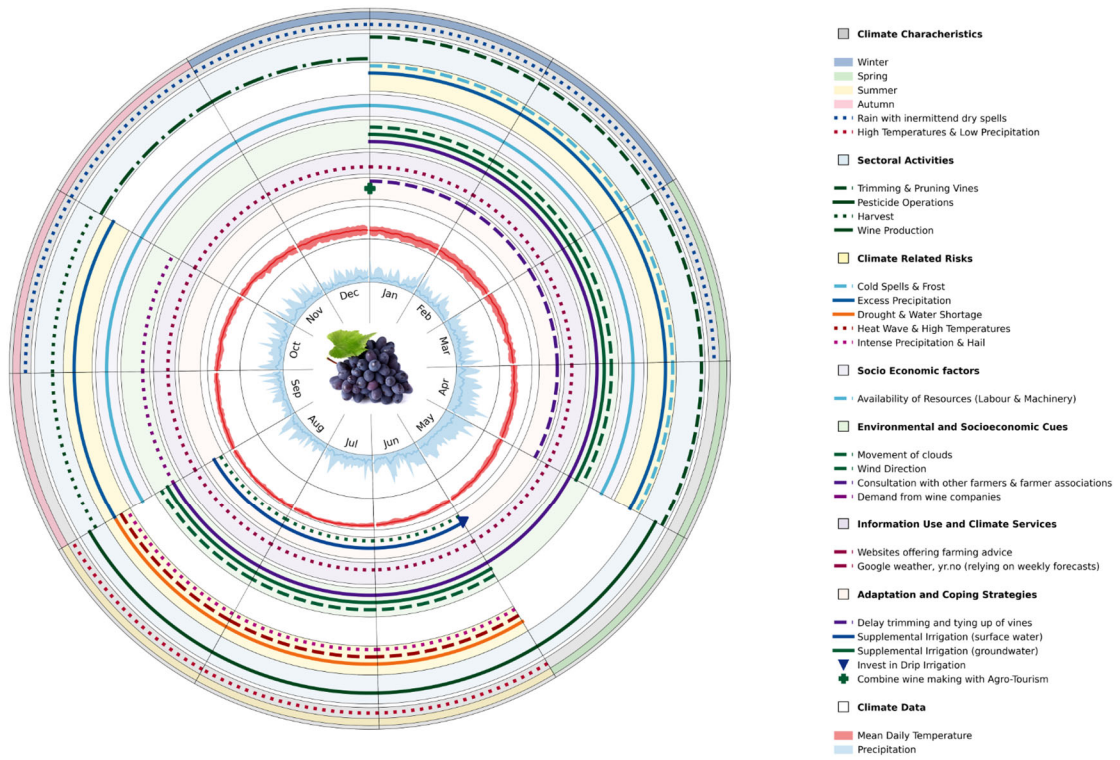 Jan
Feb
Mar
Apr
May
Jun
Jul
Aug
Sep
Oct
Nov
Dec
Climate Characteristics
Winter
Spring
Summer
Autumn
Rain with inermittend dry spells
High Temperatures & Low Precipitation
Sectoral Activities
Trimming & Pruning Vines
Pesticide Operations
Harvest
Wine Production
Climate Related Risks
Cold Spells & Frost
Excess Precipitation
Drought & Water Shortage
Heat Wave & High Temperatures
Intense Precipitation & Hail
Socio Economic factors
Availability of Resources (Labour & Machinery)
Environmental and Socioeconomic Cues
Movement of clouds
Wind Direction
Consultation with other farmers & farmer associations
Demand from wine companies
Information Use and Climate Services
Websites offering farming advice
Google weather, yr.no (relying on weekly forecasts)
Adaptation and Coping Strategies
Delay trimming and tying up of vines
Supplemental Irrigation (surface water)
Supplemental Irrigation (groundwater)
Invest in Drip Irrigation
Combine wine making with Agro-Tourism
Climate Data
Mean Daily Temperature
Precipitation